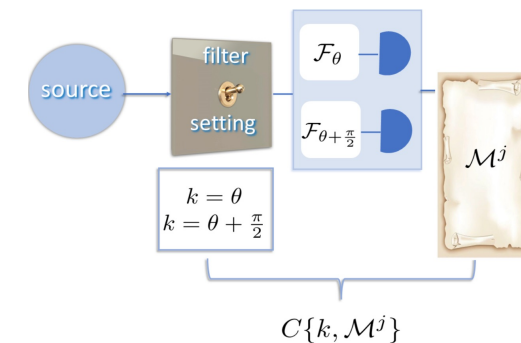 source
filter
setting
k = θ
k = θ + π/2
𝓕_θ
𝓕_{θ+π/2}
𝓜^j
C{k, 𝓜^j}